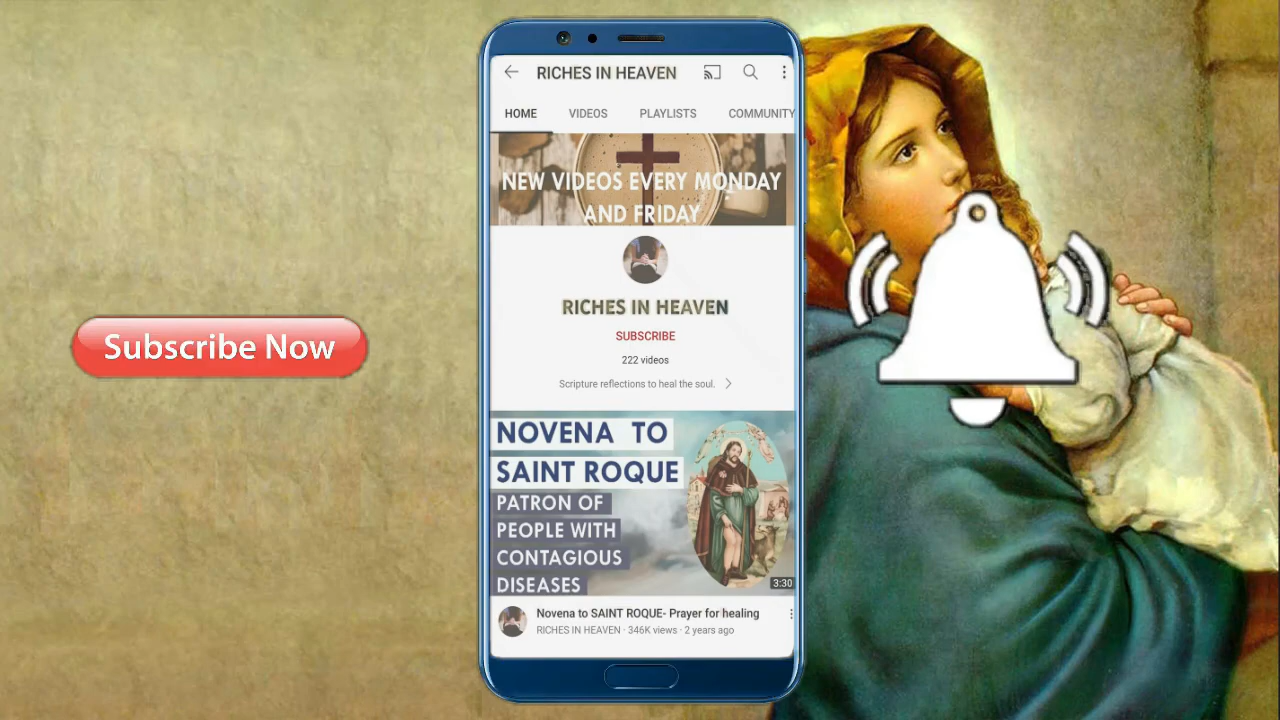 Subscribe Now
RICHES IN HEAVEN
HOME VIDEOS PLAYLISTS COMMUNITY
NEW VIDEOS EVERY MONDAY
AND FRIDAY
RICHES IN HEAVEN
SUBSCRIBE
222 videos
Scripture reflections to heal the soul.
NOVENA TO
SAINT ROQUE
PATRON OF
PEOPLE WITH
CONTAGIOUS
DISEASES
3:30
Novena to SAINT ROQUE- Prayer for healing
RICHES IN HEAVEN · 346K views · 2 years ago